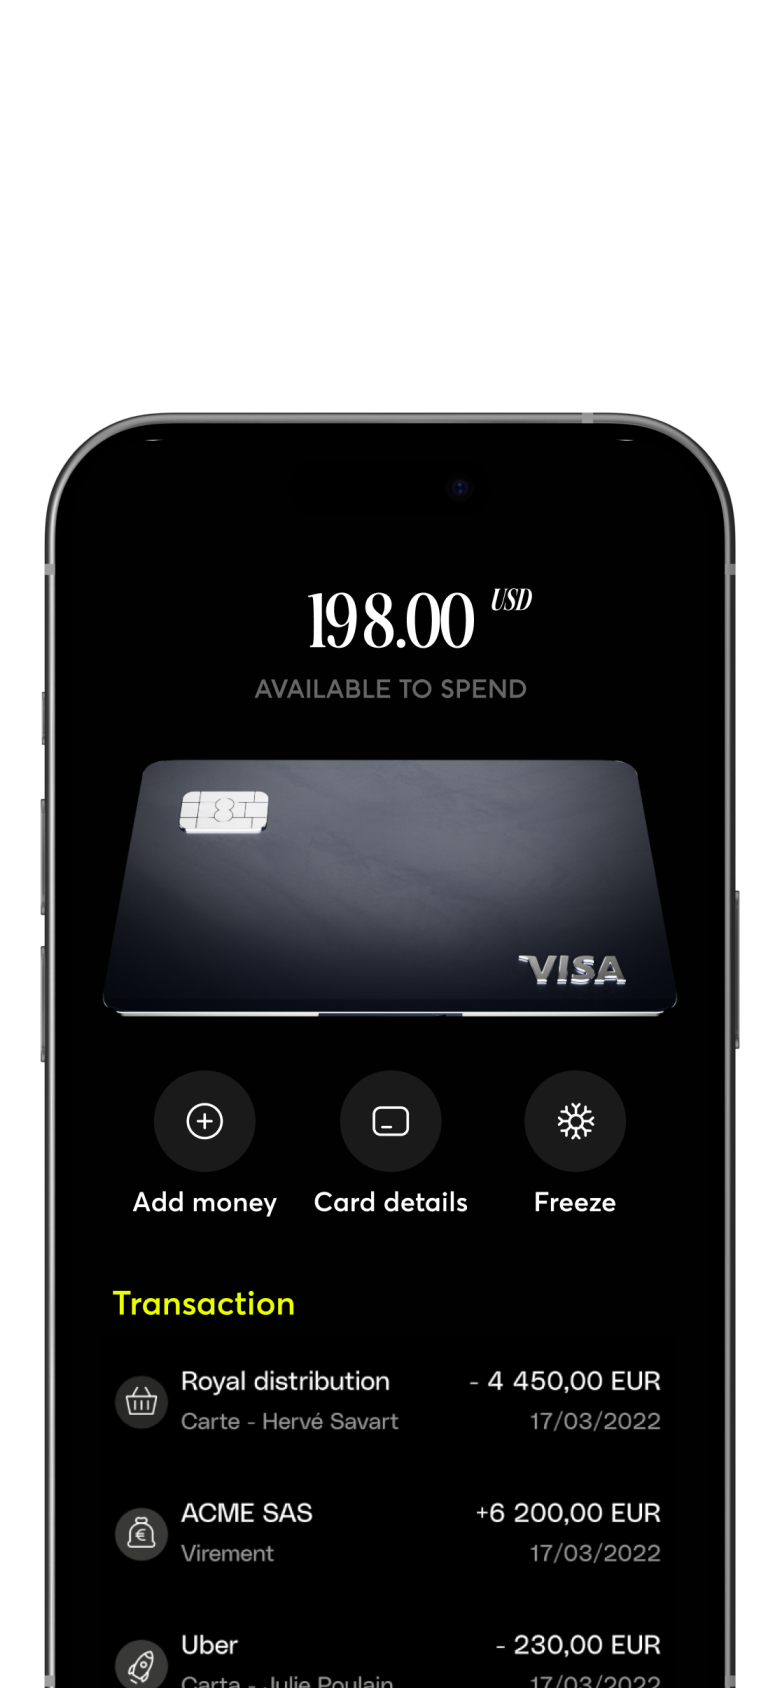 198.00 USD
AVAILABLE TO SPEND
VISA
Add money Card details Freeze
Transaction
Royal distribution - 4 450,00 EUR
Carte - Hervé Savart 17/03/2022
ACME SAS +6 200,00 EUR
Virement 17/03/2022
Uber - 230,00 EUR
Carta - Julie Poulain 17/03/2022